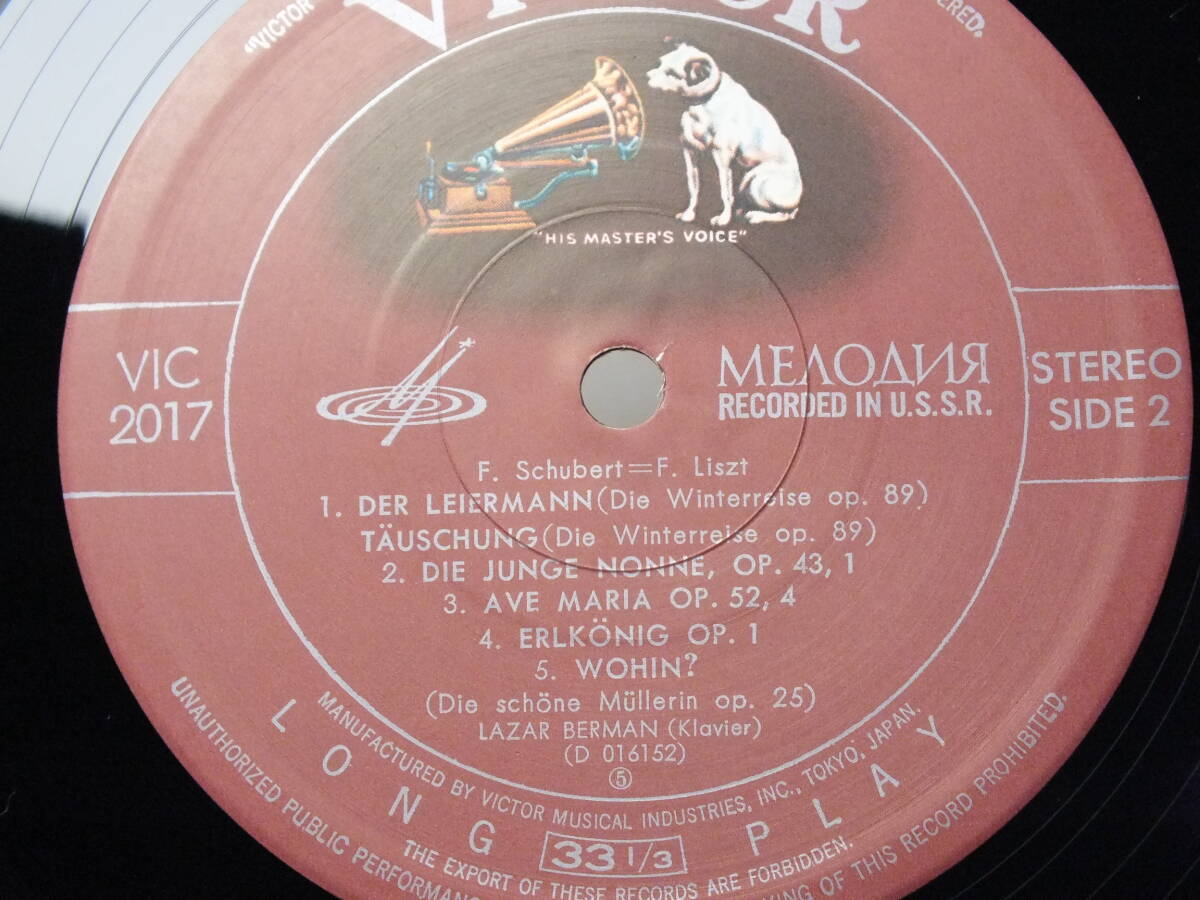 "VICTOR
ERED.
VICTOR
"HIS MASTER'S VOICE"
VIC
2017
МЕЛОДИЯ
RECORDED IN U.S.S.R.
STEREO
SIDE 2
F. Schubert=F. Liszt
1. DER LEIERMANN(Die Winterreise op. 89)
TÄUSCHUNG(Die Winterreise op. 89)
2. DIE JUNGE NONNE, OP. 43, 1
3. AVE MARIA OP. 52, 4
4. ERLKÖNIG OP. 1
5. WOHIN?
(Die schöne Müllerin op. 25)
LAZAR BERMAN (Klavier)
(D 016152)
⑤
MANUFACTURED BY VICTOR MUSICAL INDUSTRIES, INC., TOKYO, JAPAN.
LONG PLAY
33 1/3
THE EXPORT OF THESE RECORDS ARE FORBIDDEN.
UNAUTHORIZED PUBLIC PERFORMANC
YING OF THIS RECORD PROHIBITED.